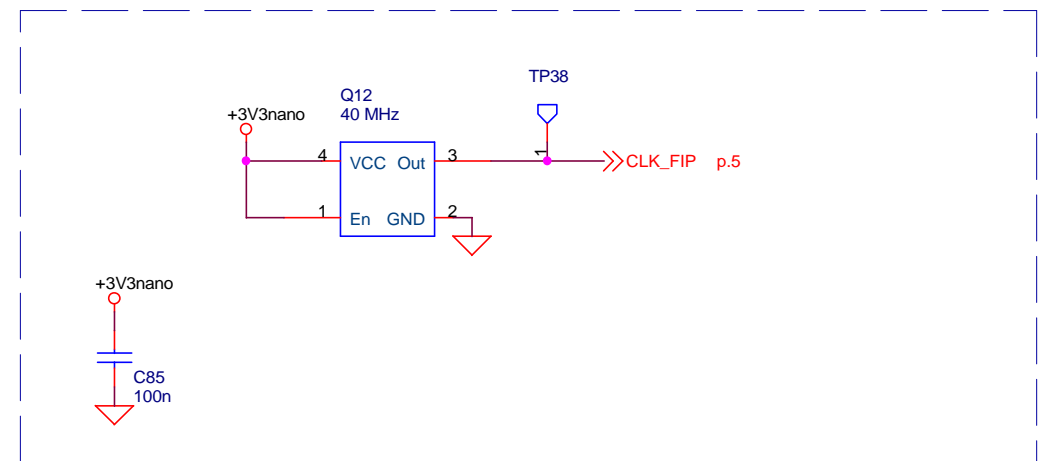 TP38
Q12
40 MHz
+3V3nano
4 VCC Out 3
1
CLK_FIP p.5
1 En GND 2
+3V3nano
C85
100n